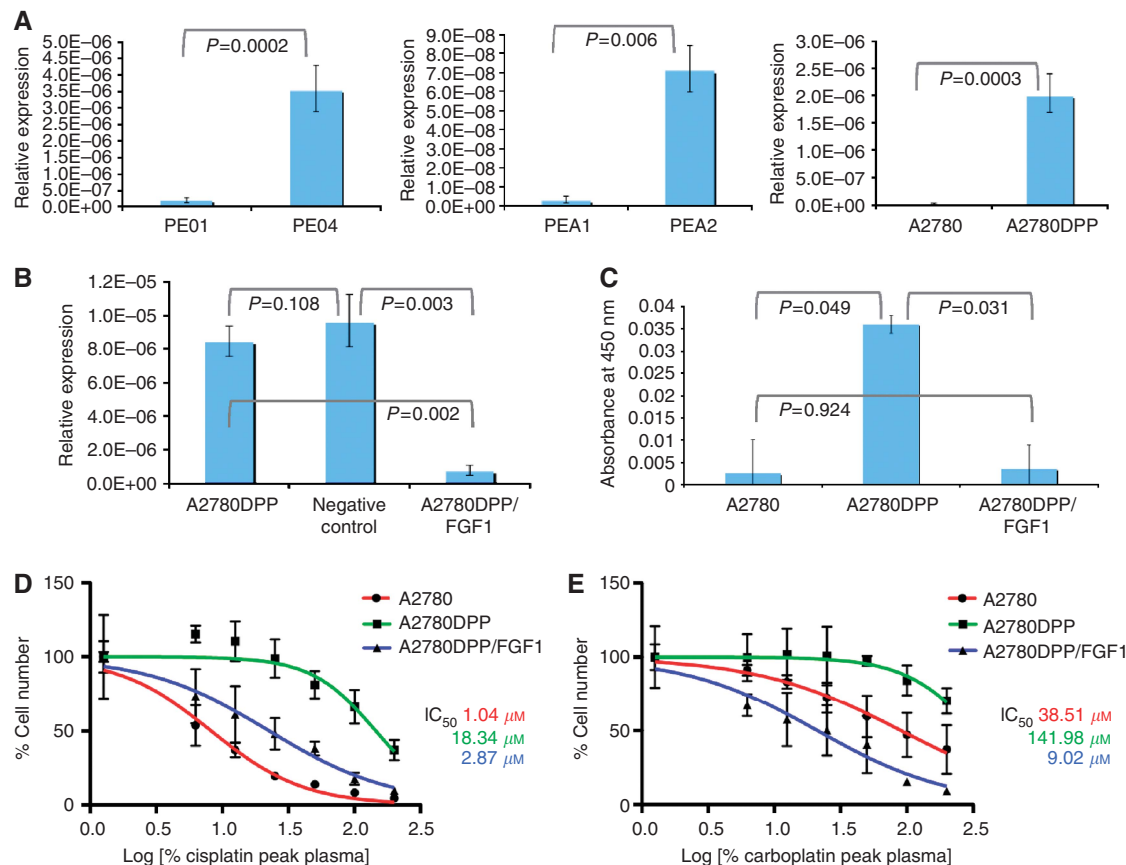 A
Relative expression
5.0E–06
4.5E–06
4.0E–06
3.5E–06
3.0E–06
2.5E–06
2.0E–06
1.5E–06
1.0E–06
5.0E–07
0.0E+00
P=0.0002
PE01 PE04
Relative expression
9.0E–08
8.0E–08
7.0E–08
6.0E–08
5.0E–08
4.0E–08
3.0E–08
2.0E–08
1.0E–08
0.0E+00
P=0.006
PEA1 PEA2
Relative expression
3.0E–06
2.5E–06
2.0E–06
1.5E–06
1.0E–06
5.0E–07
0.0E+00
P=0.0003
A2780 A2780DPP
B
Relative expression
1.2E–05
1.0E–05
8.0E–06
6.0E–06
4.0E–06
2.0E–06
0.0E+00
P=0.108 P=0.003
P=0.002
A2780DPP Negative control A2780DPP/FGF1
C
Absorbance at 450 nm
0.04
0.035
0.03
0.025
0.02
0.015
0.01
0.005
0
P=0.049 P=0.031
P=0.924
A2780 A2780DPP A2780DPP/
FGF1
D
% Cell number
150
100
50
0
A2780
A2780DPP
A2780DPP/FGF1
IC50 1.04 μM
18.34 μM
2.87 μM
0.0 0.5 1.0 1.5 2.0 2.5
Log [% cisplatin peak plasma]
E
% Cell number
150
100
50
0
A2780
A2780DPP
A2780DPP/FGF1
IC50 38.51 μM
141.98 μM
9.02 μM
0.0 0.5 1.0 1.5 2.0 2.5
Log [% carboplatin peak plasma]